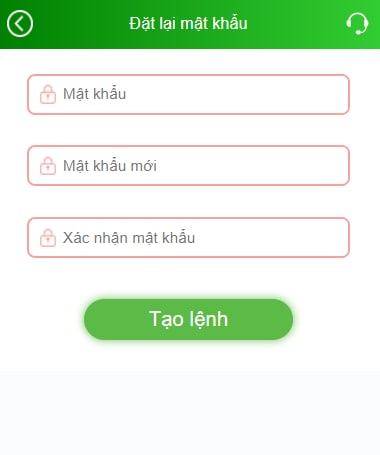 Đặt lại mật khẩu
Mật khẩu
Mật khẩu mới
Xác nhận mật khẩu
Tạo lệnh